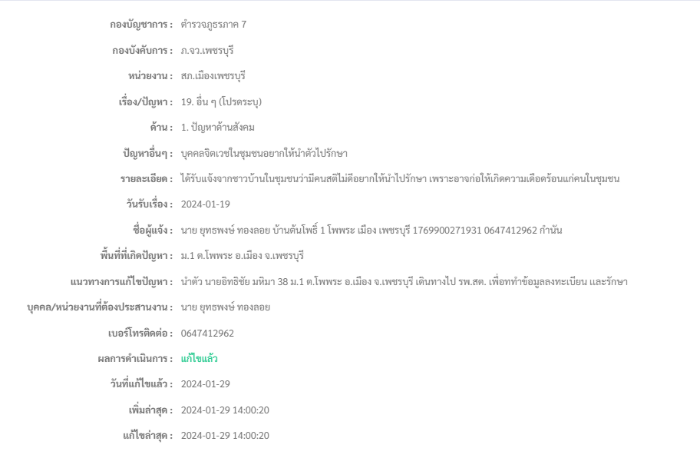 กองบัญชาการ : ตำรวจภูธรภาค 7
กองบังคับการ : ภ.จว.เพชรบุรี
หน่วยงาน : สภ.เมืองเพชรบุรี
เรื่อง/ปัญหา : 19. อื่น ๆ (โปรดระบุ)
ด้าน : 1. ปัญหาด้านสังคม
ปัญหาอื่นๆ : บุคคลจิตเวชในชุมชนอยากให้นำตัวไปรักษา
รายละเอียด : ได้รับแจ้งจากชาวบ้านในชุมชนว่ามีคนสติไม่ดีอยากให้นำไปรักษา เพราะอาจก่อให้เกิดความเดือดร้อนแก่คนในชุมชน
วันรับเรื่อง : 2024-01-19
ชื่อผู้แจ้ง : นาย ยุทธพงษ์ ทองลอย บ้านต้นโพธิ์ 1 โพพระ เมือง เพชรบุรี 1769900271931 0647412962 กำนัน
พื้นที่ที่เกิดปัญหา : ม.1 ต.โพพระ อ.เมือง จ.เพชรบุรี
แนวทางการแก้ไขปัญหา : นำตัว นายอิทธิชัย มหิมา 38 ม.1 ต.โพพระ อ.เมือง จ.เพชรบุรี เดินทางไป รพ.สต. เพื่อทำข้อมูลลงทะเบียน และรักษา
บุคคล/หน่วยงานที่ต้องประสานงาน : นาย ยุทธพงษ์ ทองลอย
เบอร์โทรติดต่อ : 0647412962
ผลการดำเนินการ : แก้ไขแล้ว
วันที่แก้ไขแล้ว : 2024-01-29
เพิ่มล่าสุด : 2024-01-29 14:00:20
แก้ไขล่าสุด : 2024-01-29 14:00:20